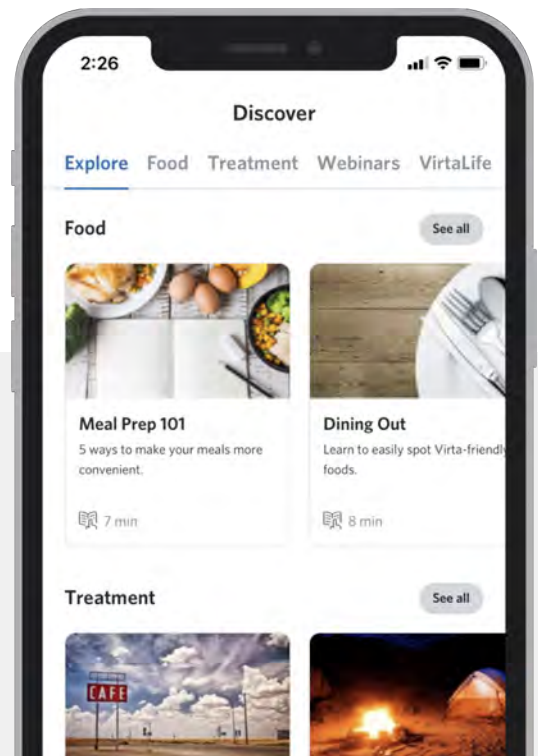 2:26
Discover
Explore Food Treatment Webinars VirtaLife
Food
See all
Meal Prep 101
5 ways to make your meals more
convenient.
7 min
Dining Out
Learn to easily spot Virta-friendly
foods.
8 min
Treatment
See all
CAFE